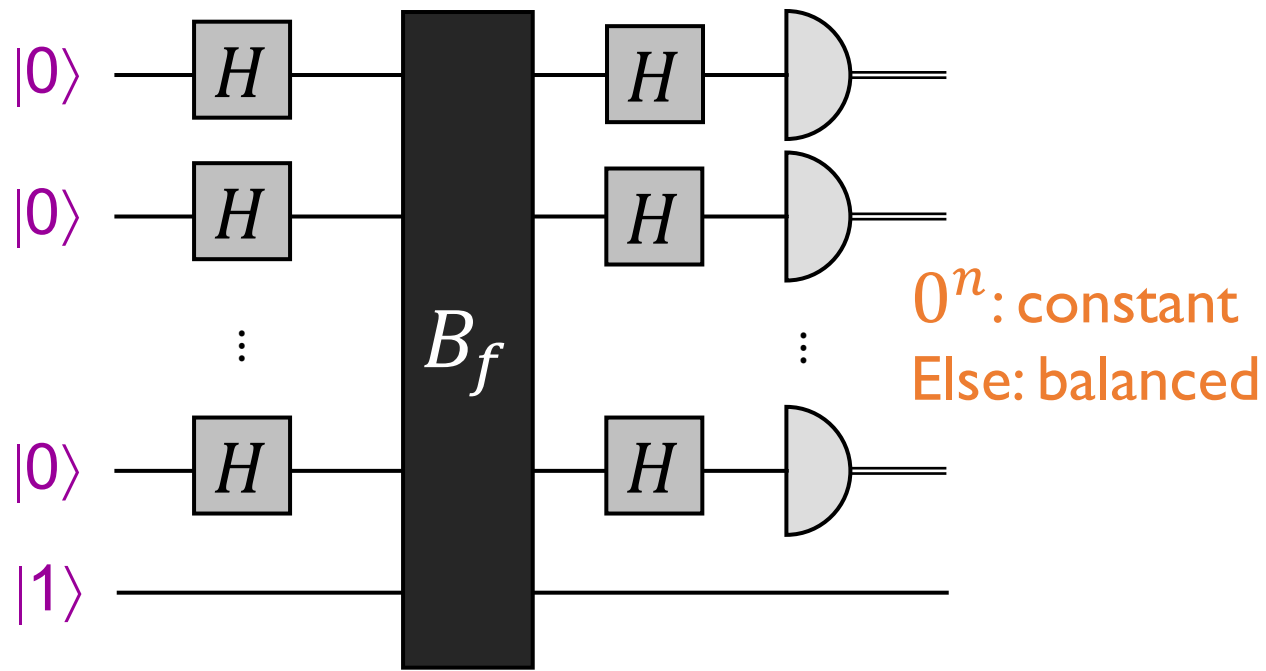 |0⟩ H H
|0⟩ H H
⋮ ⋮
B_f
0^n: constant
Else: balanced
|0⟩ H H
|1⟩